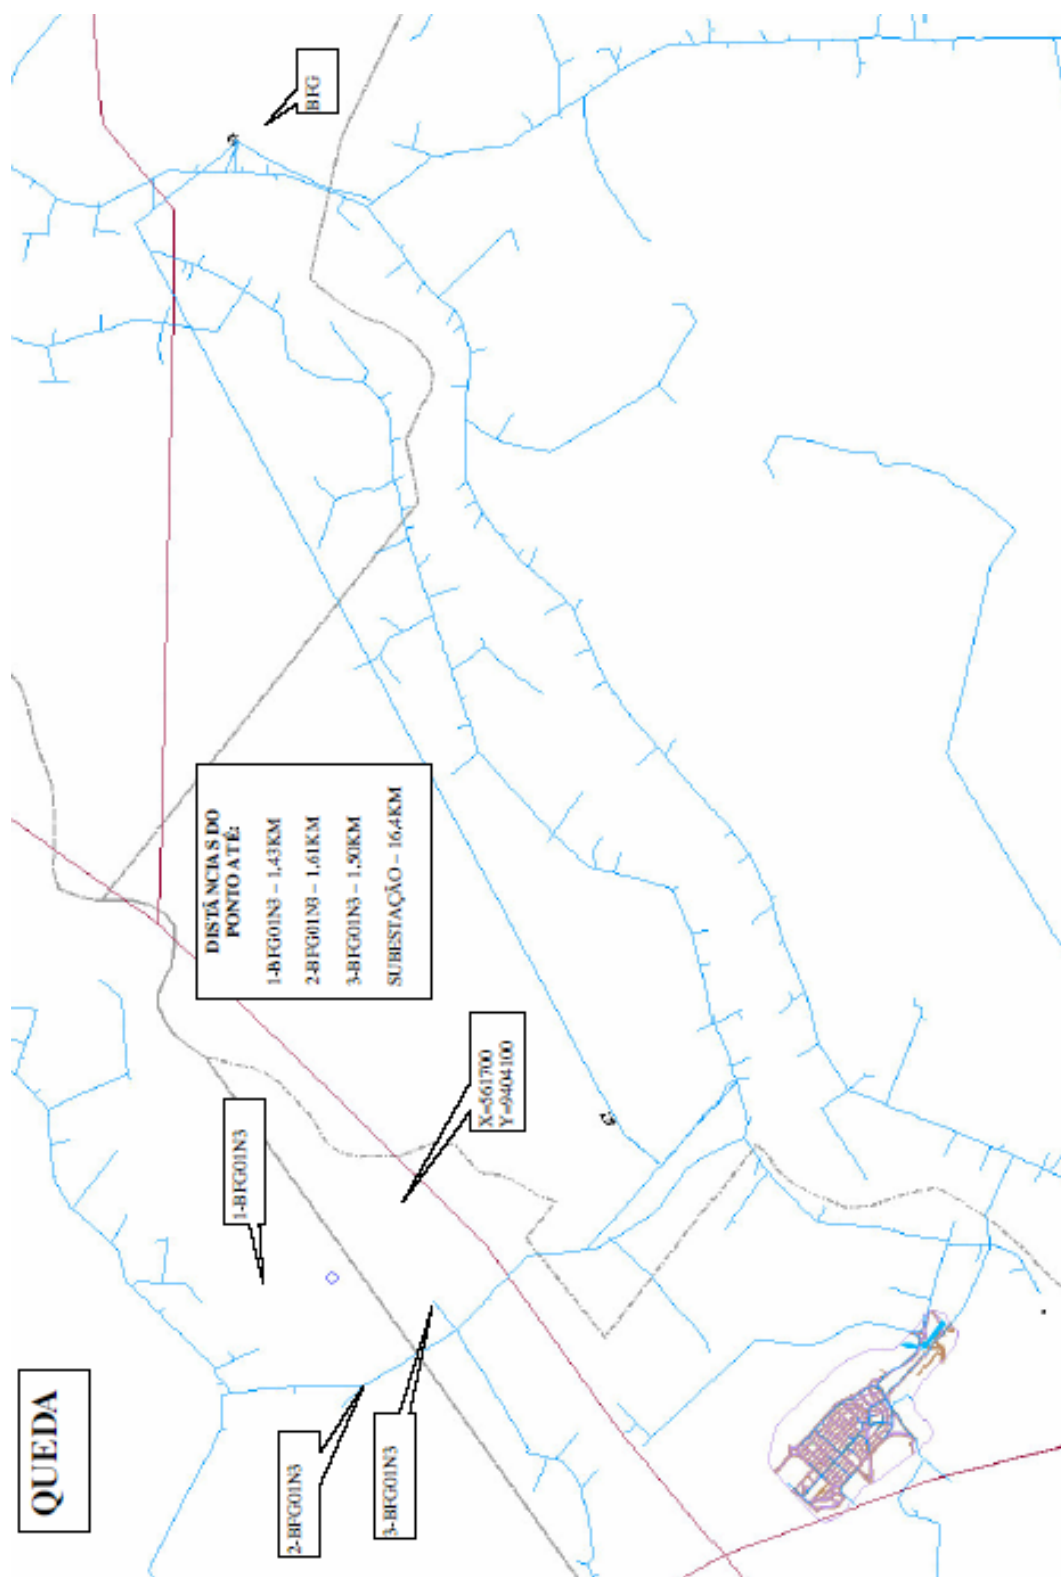 QUEDA
1-BFG01N3
2-BFG01N3
3-BFG01N3
X=561700
Y=9404100
DISTÂNCIAS DO
PONTO ATÉ:
1-BFG01N3 – 1,43KM
2-BFG01N3 – 1,61KM
3-BFG01N3 – 1,50KM
SUBESTAÇÃO – 16,4KM
BFG